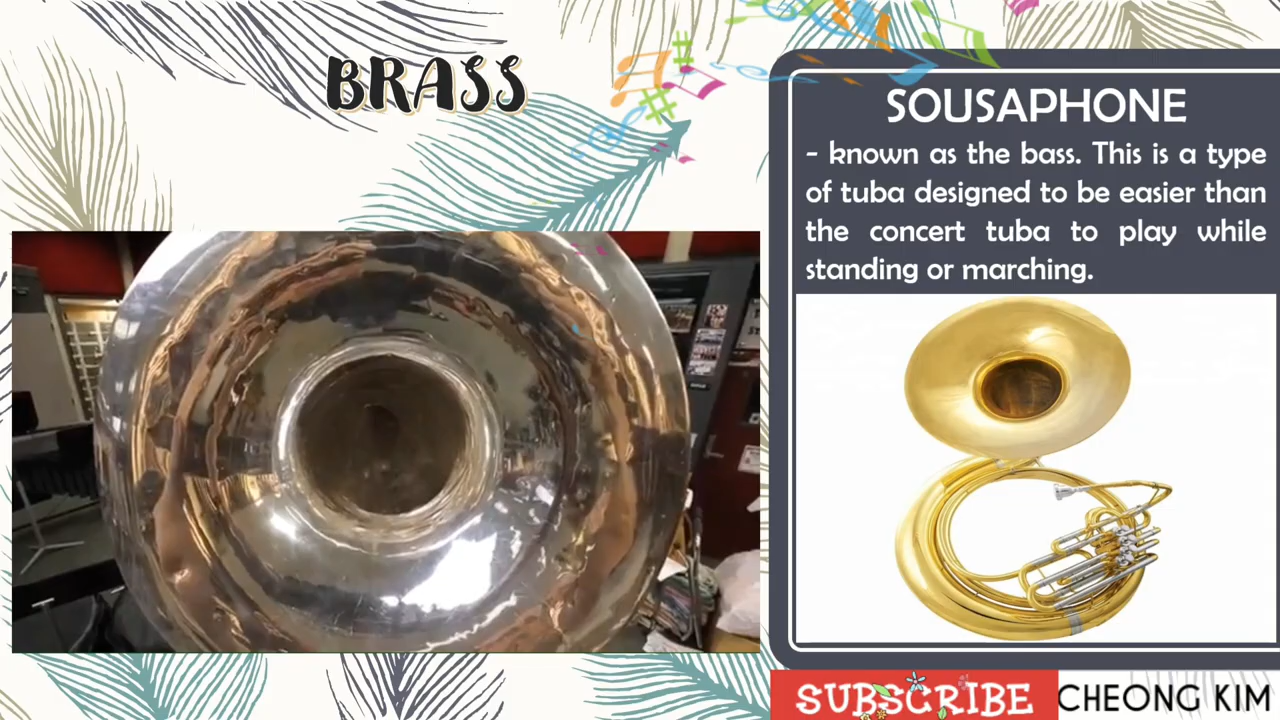 BRASS
SOUSAPHONE
- known as the bass. This is a type
of tuba designed to be easier than
the concert tuba to play while
standing or marching.
SUBSCRIBE CHEONG KIM